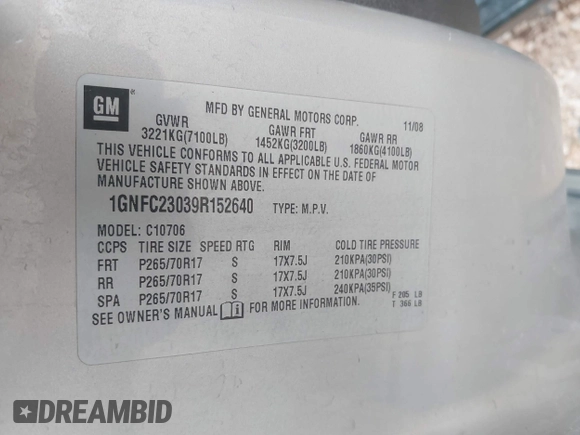 GM
®
MFD BY GENERAL MOTORS CORP. 11/08
GVWR GAWR FRT GAWR RR
3221KG(7100LB) 1452KG(3200LB) 1860KG(4100LB)
THIS VEHICLE CONFORMS TO ALL APPLICABLE U.S. FEDERAL MOTOR
VEHICLE SAFETY STANDARDS IN EFFECT ON THE DATE OF
MANUFACTURE SHOWN ABOVE.
1GNFC23039R152640 TYPE: M.P.V.
MODEL: C10706
CCPS TIRE SIZE SPEED RTG RIM COLD TIRE PRESSURE
FRT P265/70R17 S 17X7.5J 210KPA(30PSI)
RR P265/70R17 S 17X7.5J 210KPA(30PSI)
SPA P265/70R17 S 17X7.5J 240KPA(35PSI)
F 205 LB
T 366 LB
SEE OWNER'S MANUAL i FOR MORE INFORMATION.
DREAMBID